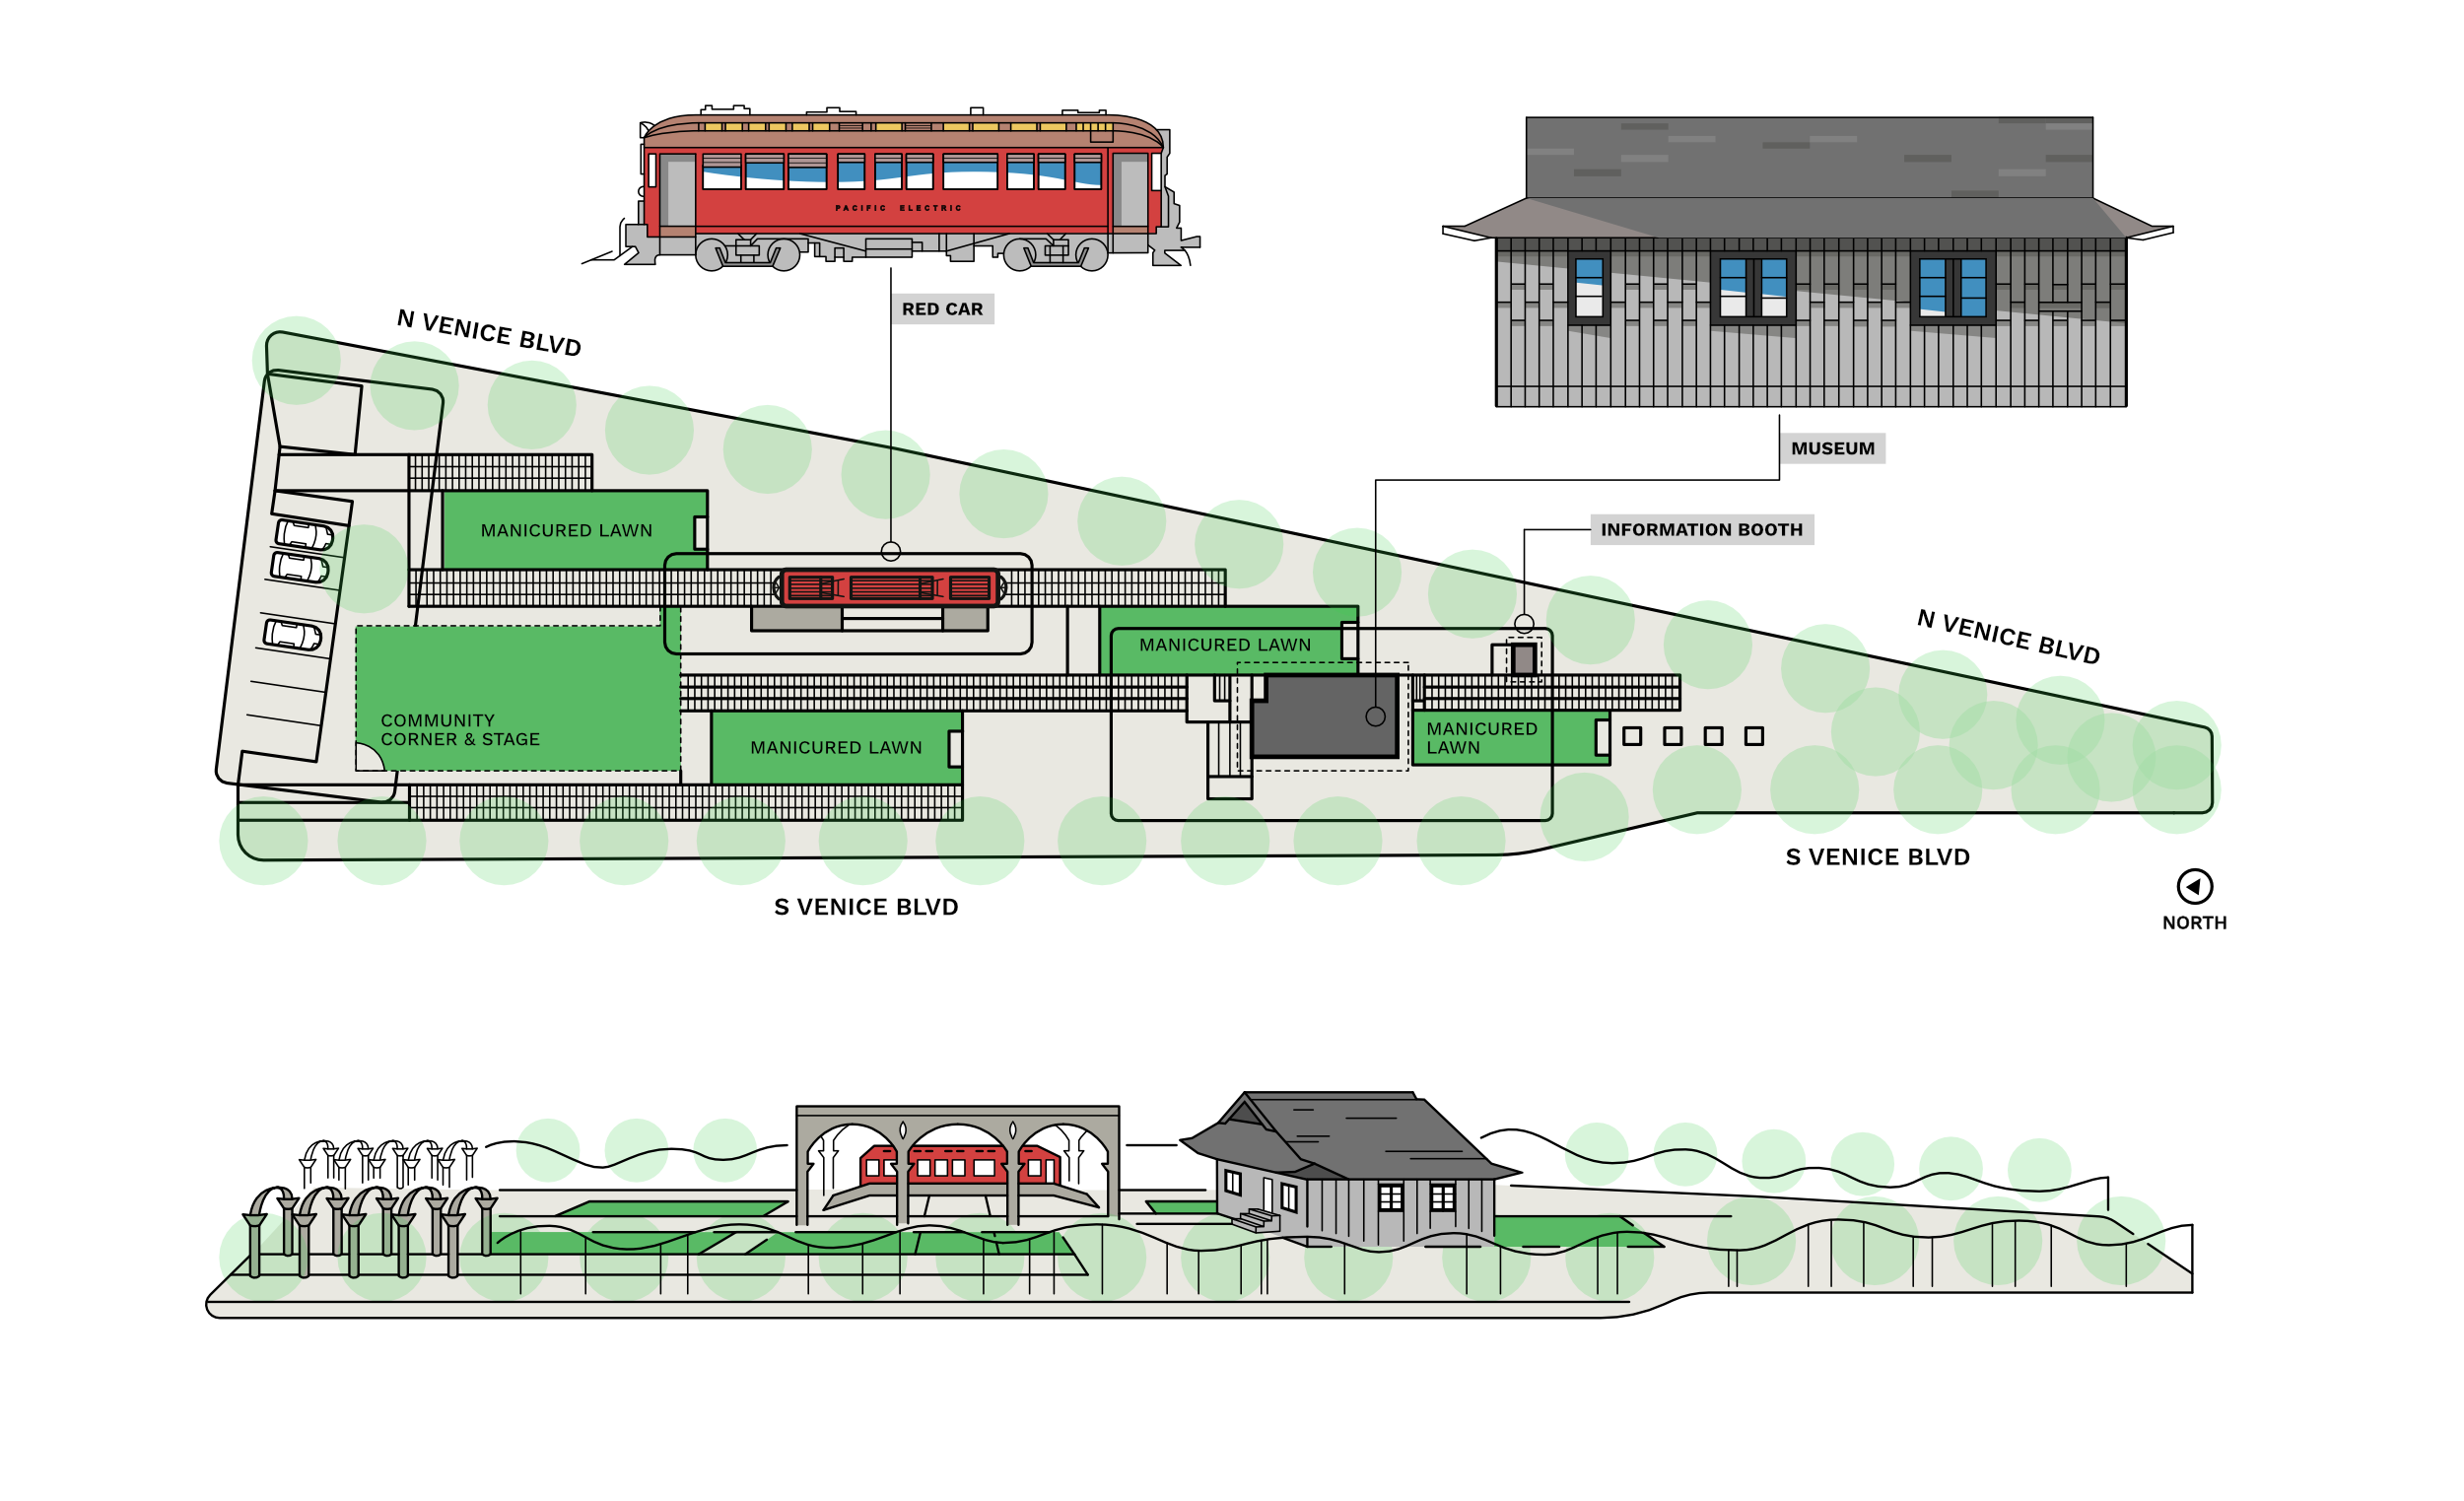 PACIFIC ELECTRIC
RED CAR
N VENICE BLVD
MUSEUM
INFORMATION BOOTH
MANICURED LAWN
N VENICE BLVD
MANICURED LAWN
COMMUNITY
CORNER & STAGE
MANICURED LAWN
MANICURED
LAWN
S VENICE BLVD
S VENICE BLVD
NORTH